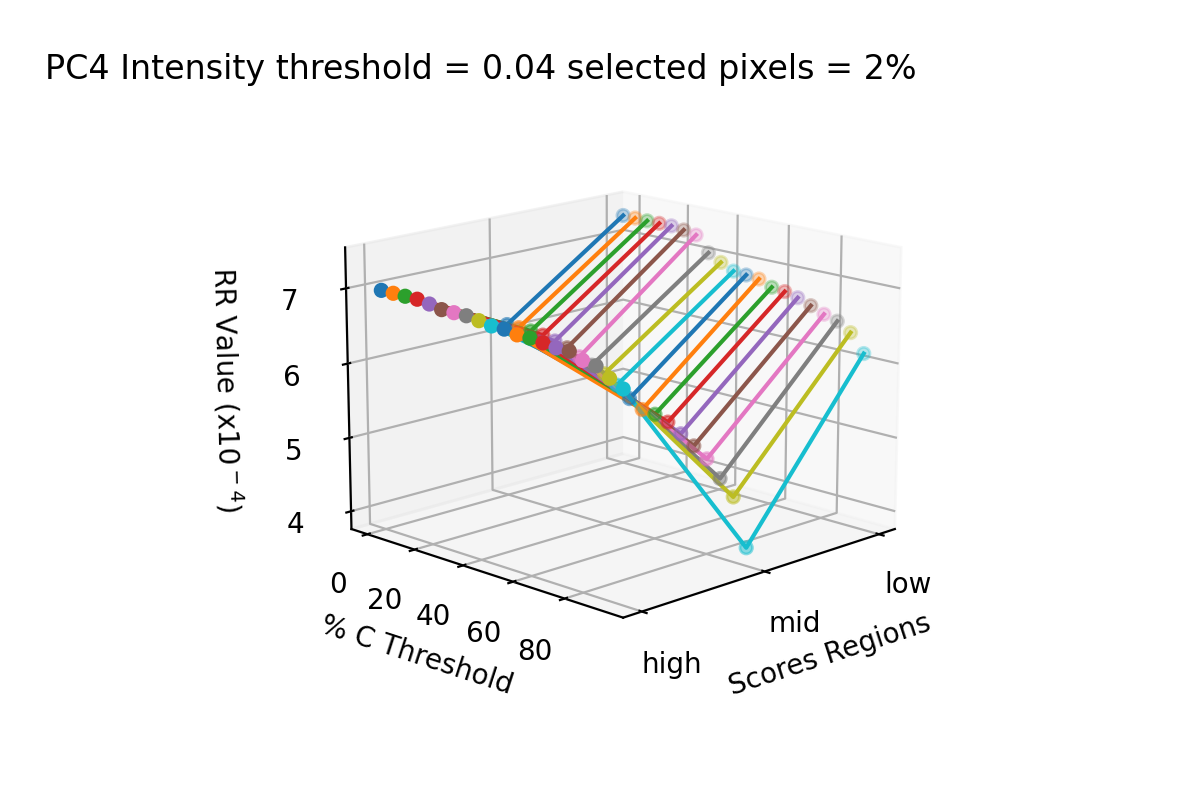 PC4 Intensity threshold = 0.04 selected pixels = 2%
RR Value (x10⁻⁴)
7
6
5
4
0
20
40
60
80
% C Threshold
high
mid
low
Scores Regions